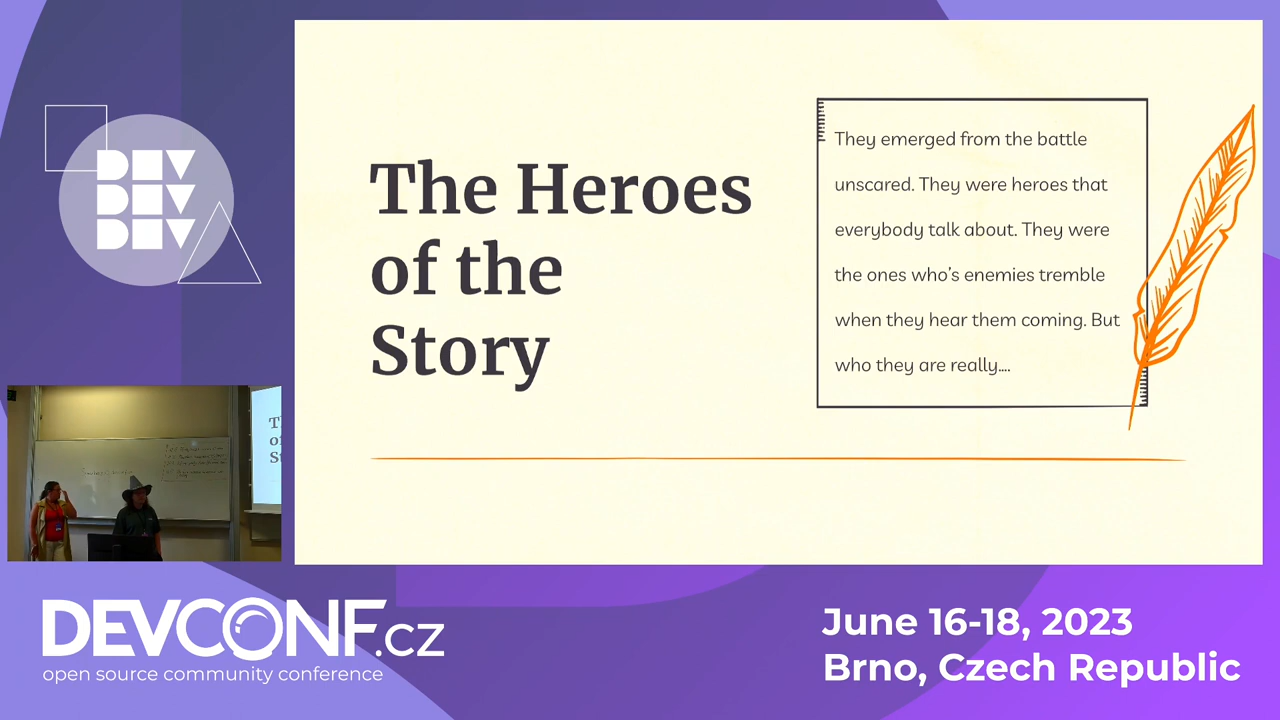 DEV
DEV
DEV
The Heroes
of the
Story
They emerged from the battle
unscared. They were heroes that
everybody talk about. They were
the ones who's enemies tremble
when they hear them coming. But
who they are really....
DEVCONF.cz
open source community conference
June 16-18, 2023
Brno, Czech Republic